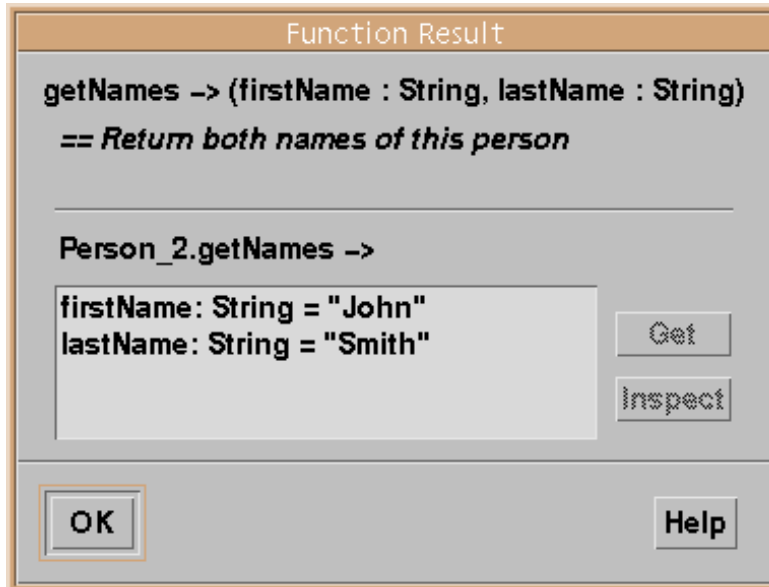 Function Result
getNames -> (firstName : String, lastName : String)
== Return both names of this person
Person_2.getNames ->
firstName: String = "John"
lastName: String = "Smith"
Get
Inspect
OK
Help